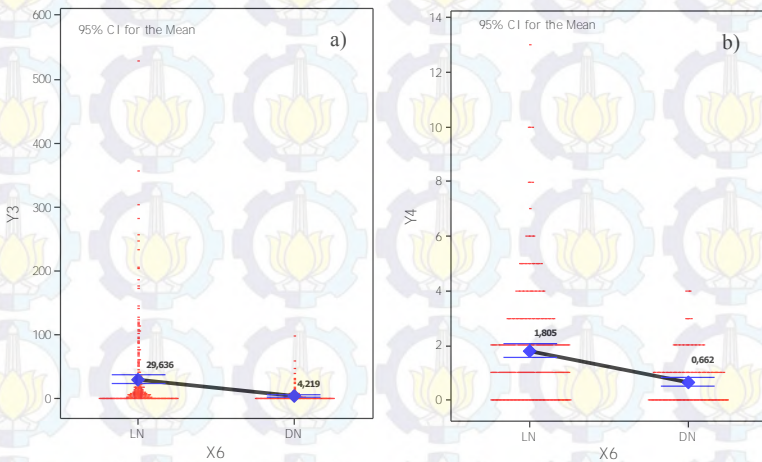 95% CI for the Mean
a)
600
500
400
300
200
100
0
Y3
29,636
4,219
LN
DN
X6
95% CI for the Mean
b)
14
12
10
8
6
4
2
0
Y4
1,805
0,662
LN
DN
X6